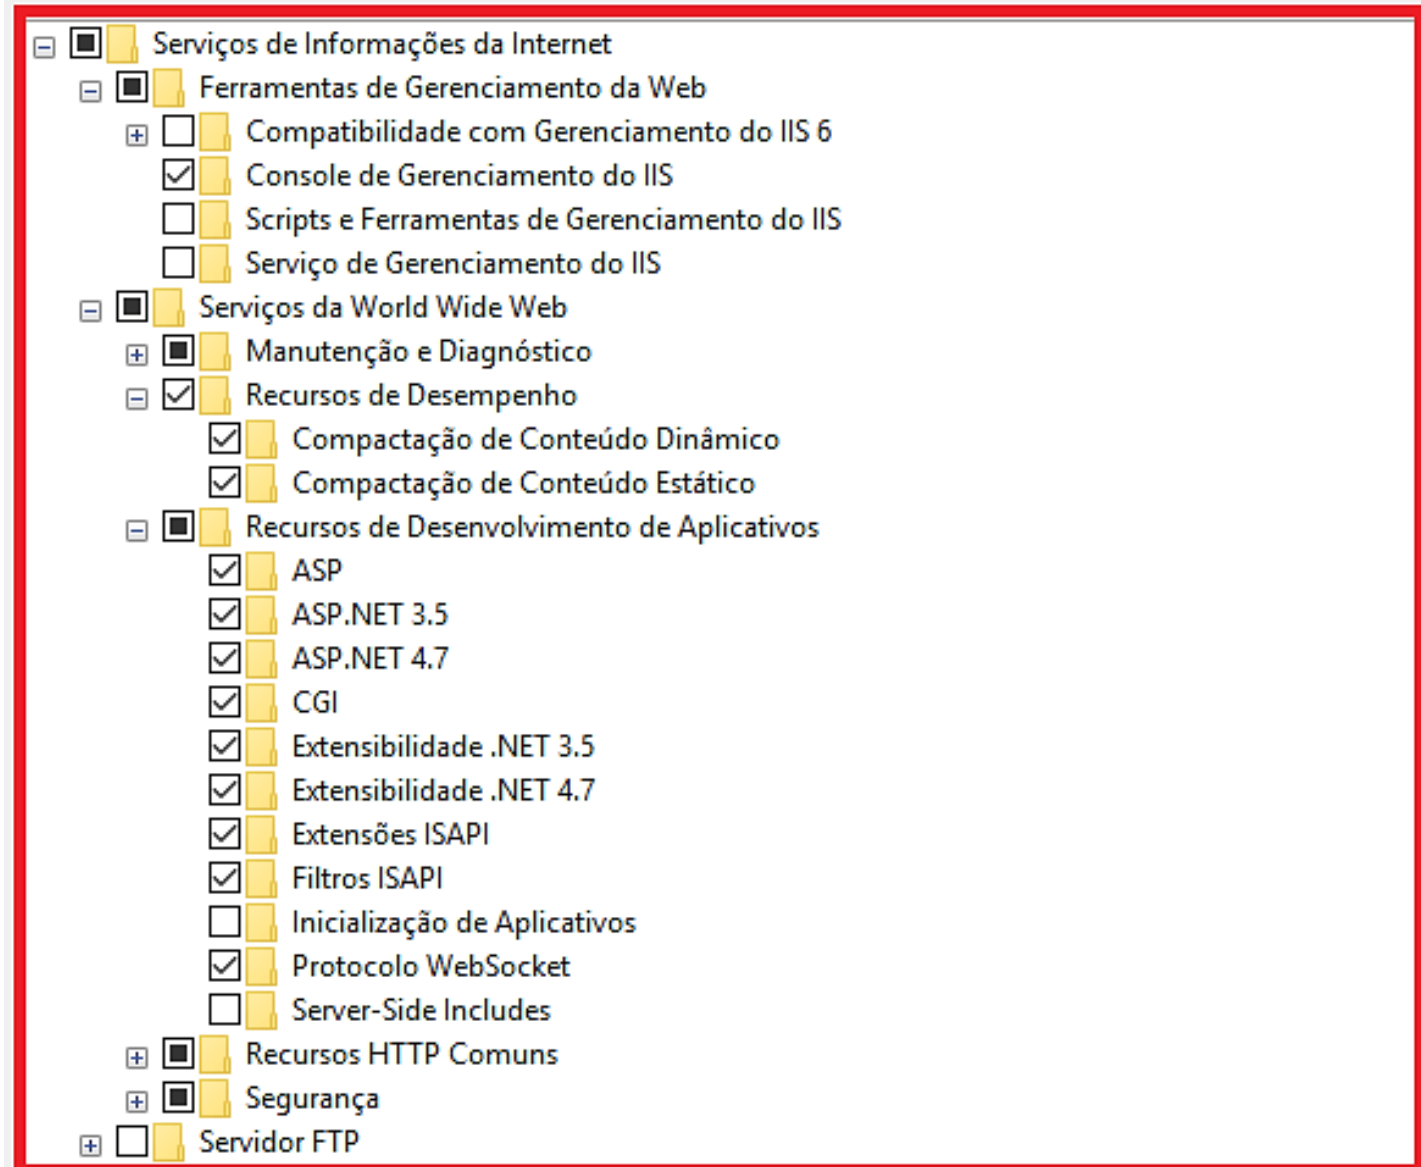 Serviços de Informações da Internet
Ferramentas de Gerenciamento da Web
Compatibilidade com Gerenciamento do IIS 6
Console de Gerenciamento do IIS
Scripts e Ferramentas de Gerenciamento do IIS
Serviço de Gerenciamento do IIS
Serviços da World Wide Web
Manutenção e Diagnóstico
Recursos de Desempenho
Compactação de Conteúdo Dinâmico
Compactação de Conteúdo Estático
Recursos de Desenvolvimento de Aplicativos
ASP
ASP.NET 3.5
ASP.NET 4.7
CGI
Extensibilidade .NET 3.5
Extensibilidade .NET 4.7
Extensões ISAPI
Filtros ISAPI
Inicialização de Aplicativos
Protocolo WebSocket
Server-Side Includes
Recursos HTTP Comuns
Segurança
Servidor FTP